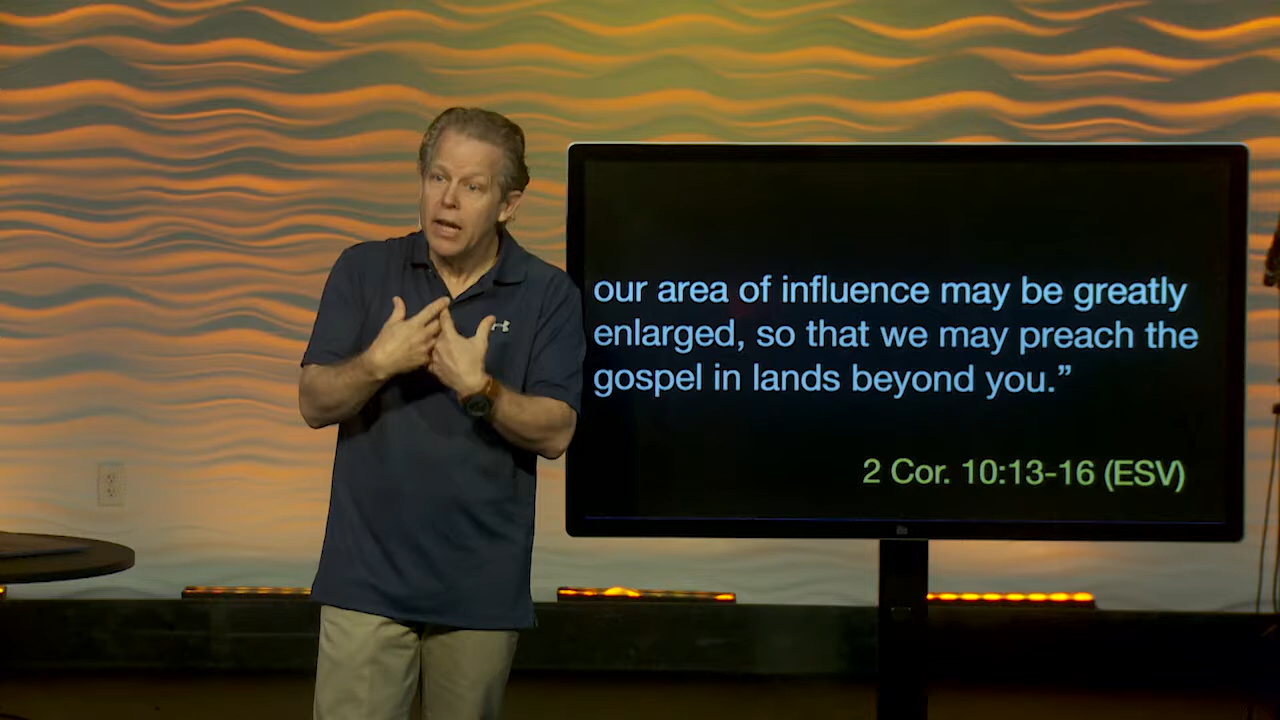 our area of influence may be greatly
enlarged, so that we may preach the
gospel in lands beyond you.”
2 Cor. 10:13-16 (ESV)